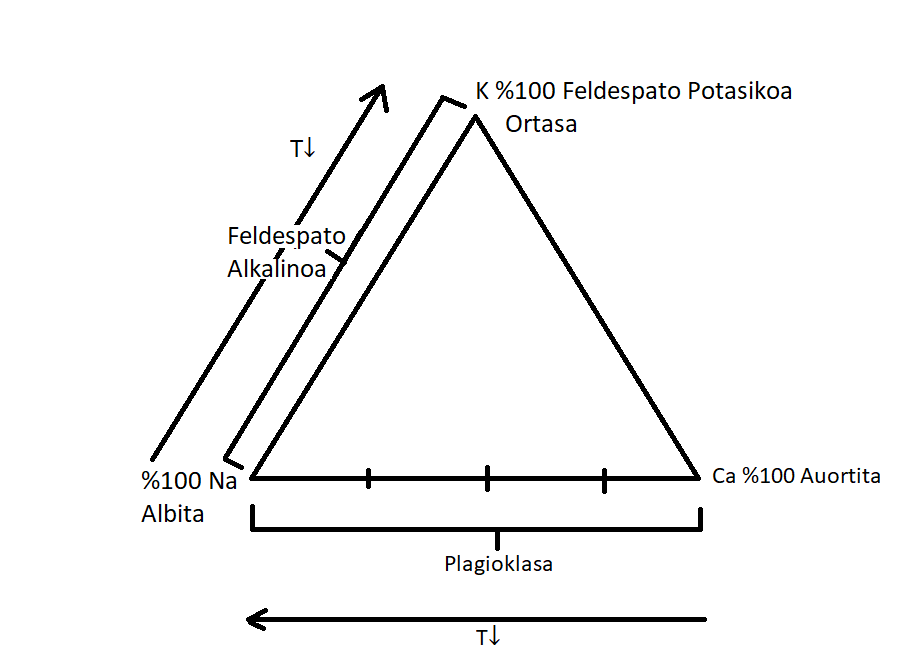 K %100 Feldespato Potasikoa
Ortasa
T↓
Feldespato
Alkalinoa
%100 Na
Albita
Ca %100 Auortita
Plagioklasa
T↓